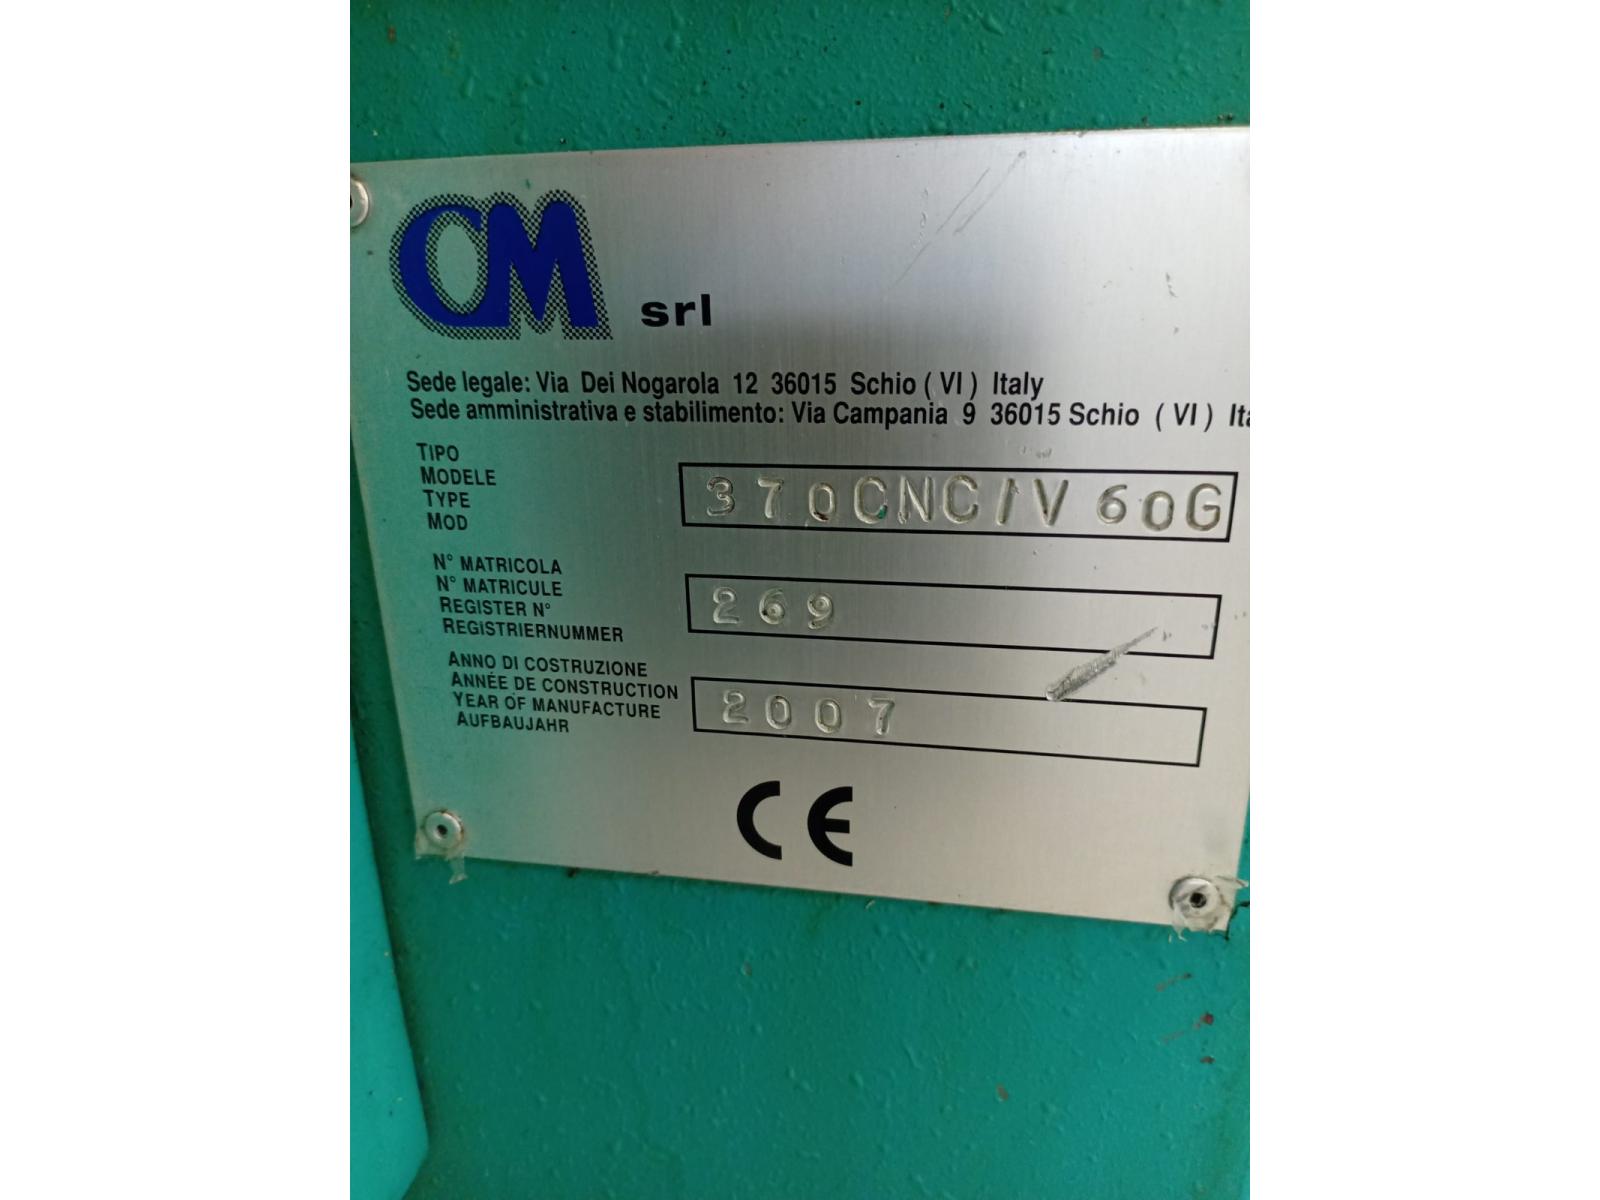 CM srl
Sede legale: Via Dei Nogarola 12 36015 Schio ( VI ) Italy
Sede amministrativa e stabilimento: Via Campania 9 36015 Schio ( VI )
TIPO
MODELE
TYPE
MOD
370CNC/V60G
N° MATRICOLA
N° MATRICULE
REGISTER N°
REGISTRIERNUMMER
269
ANNO DI COSTRUZIONE
ANNÉE DE CONSTRUCTION
YEAR OF MANUFACTURE
AUFBAUJAHR
2007
CE